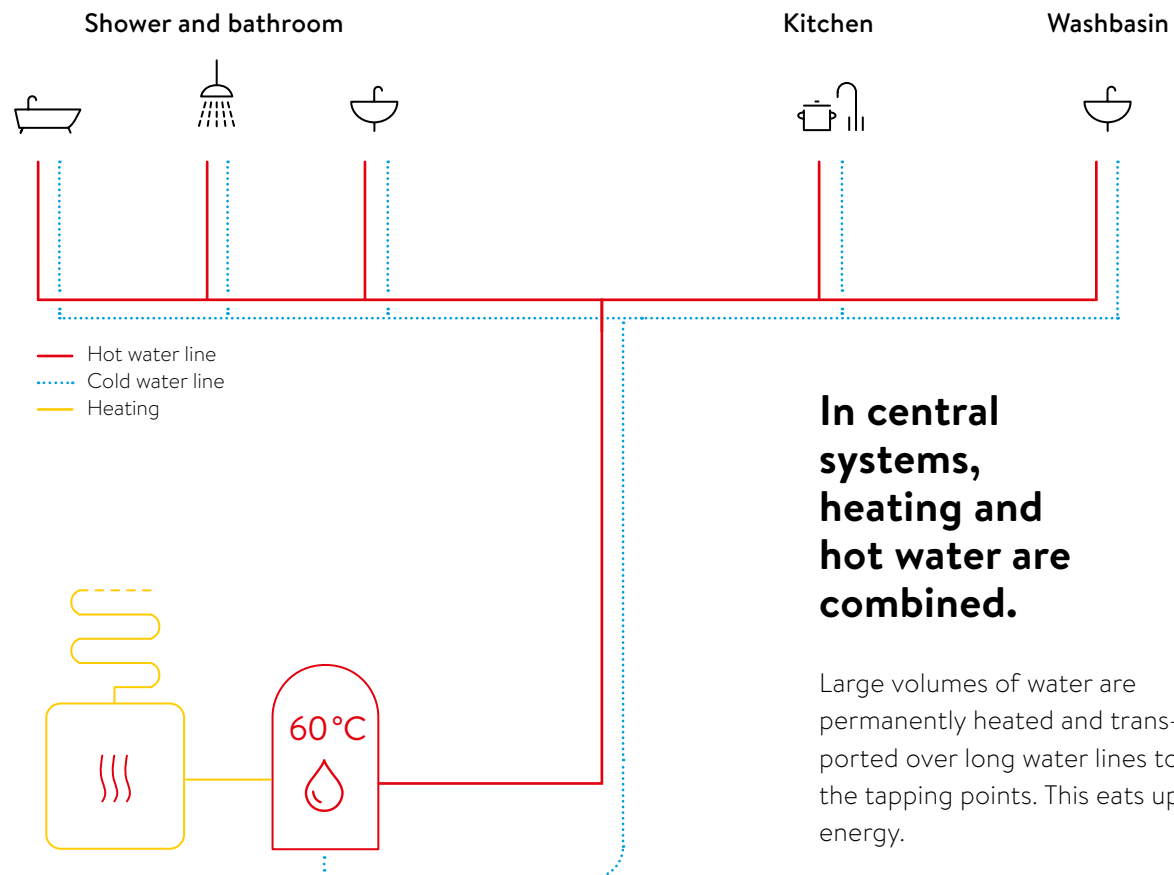 Shower and bathroom
Kitchen
Washbasin
Hot water line
Cold water line
Heating
In central
systems,
heating and
hot water are
combined.
Large volumes of water are
permanently heated and trans-
ported over long water lines to
the tapping points. This eats up
energy.
60°C